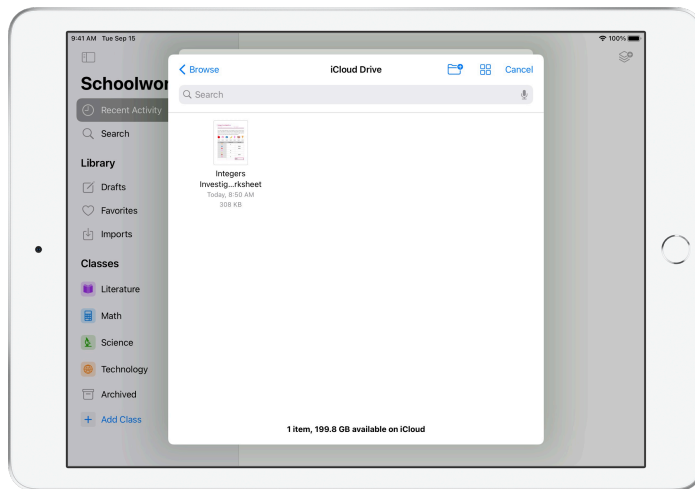 9:41 AM Tue Sep 15
100%
Schoolwor
Recent Activity
Search
Library
Drafts
Favorites
Imports
Classes
Literature
Math
Science
Technology
Archived
Add Class
Browse
iCloud Drive
Cancel
Search
Integers
Investig...rksheet
Today, 8:50 AM
308 KB
1 item, 199.8 GB available on iCloud